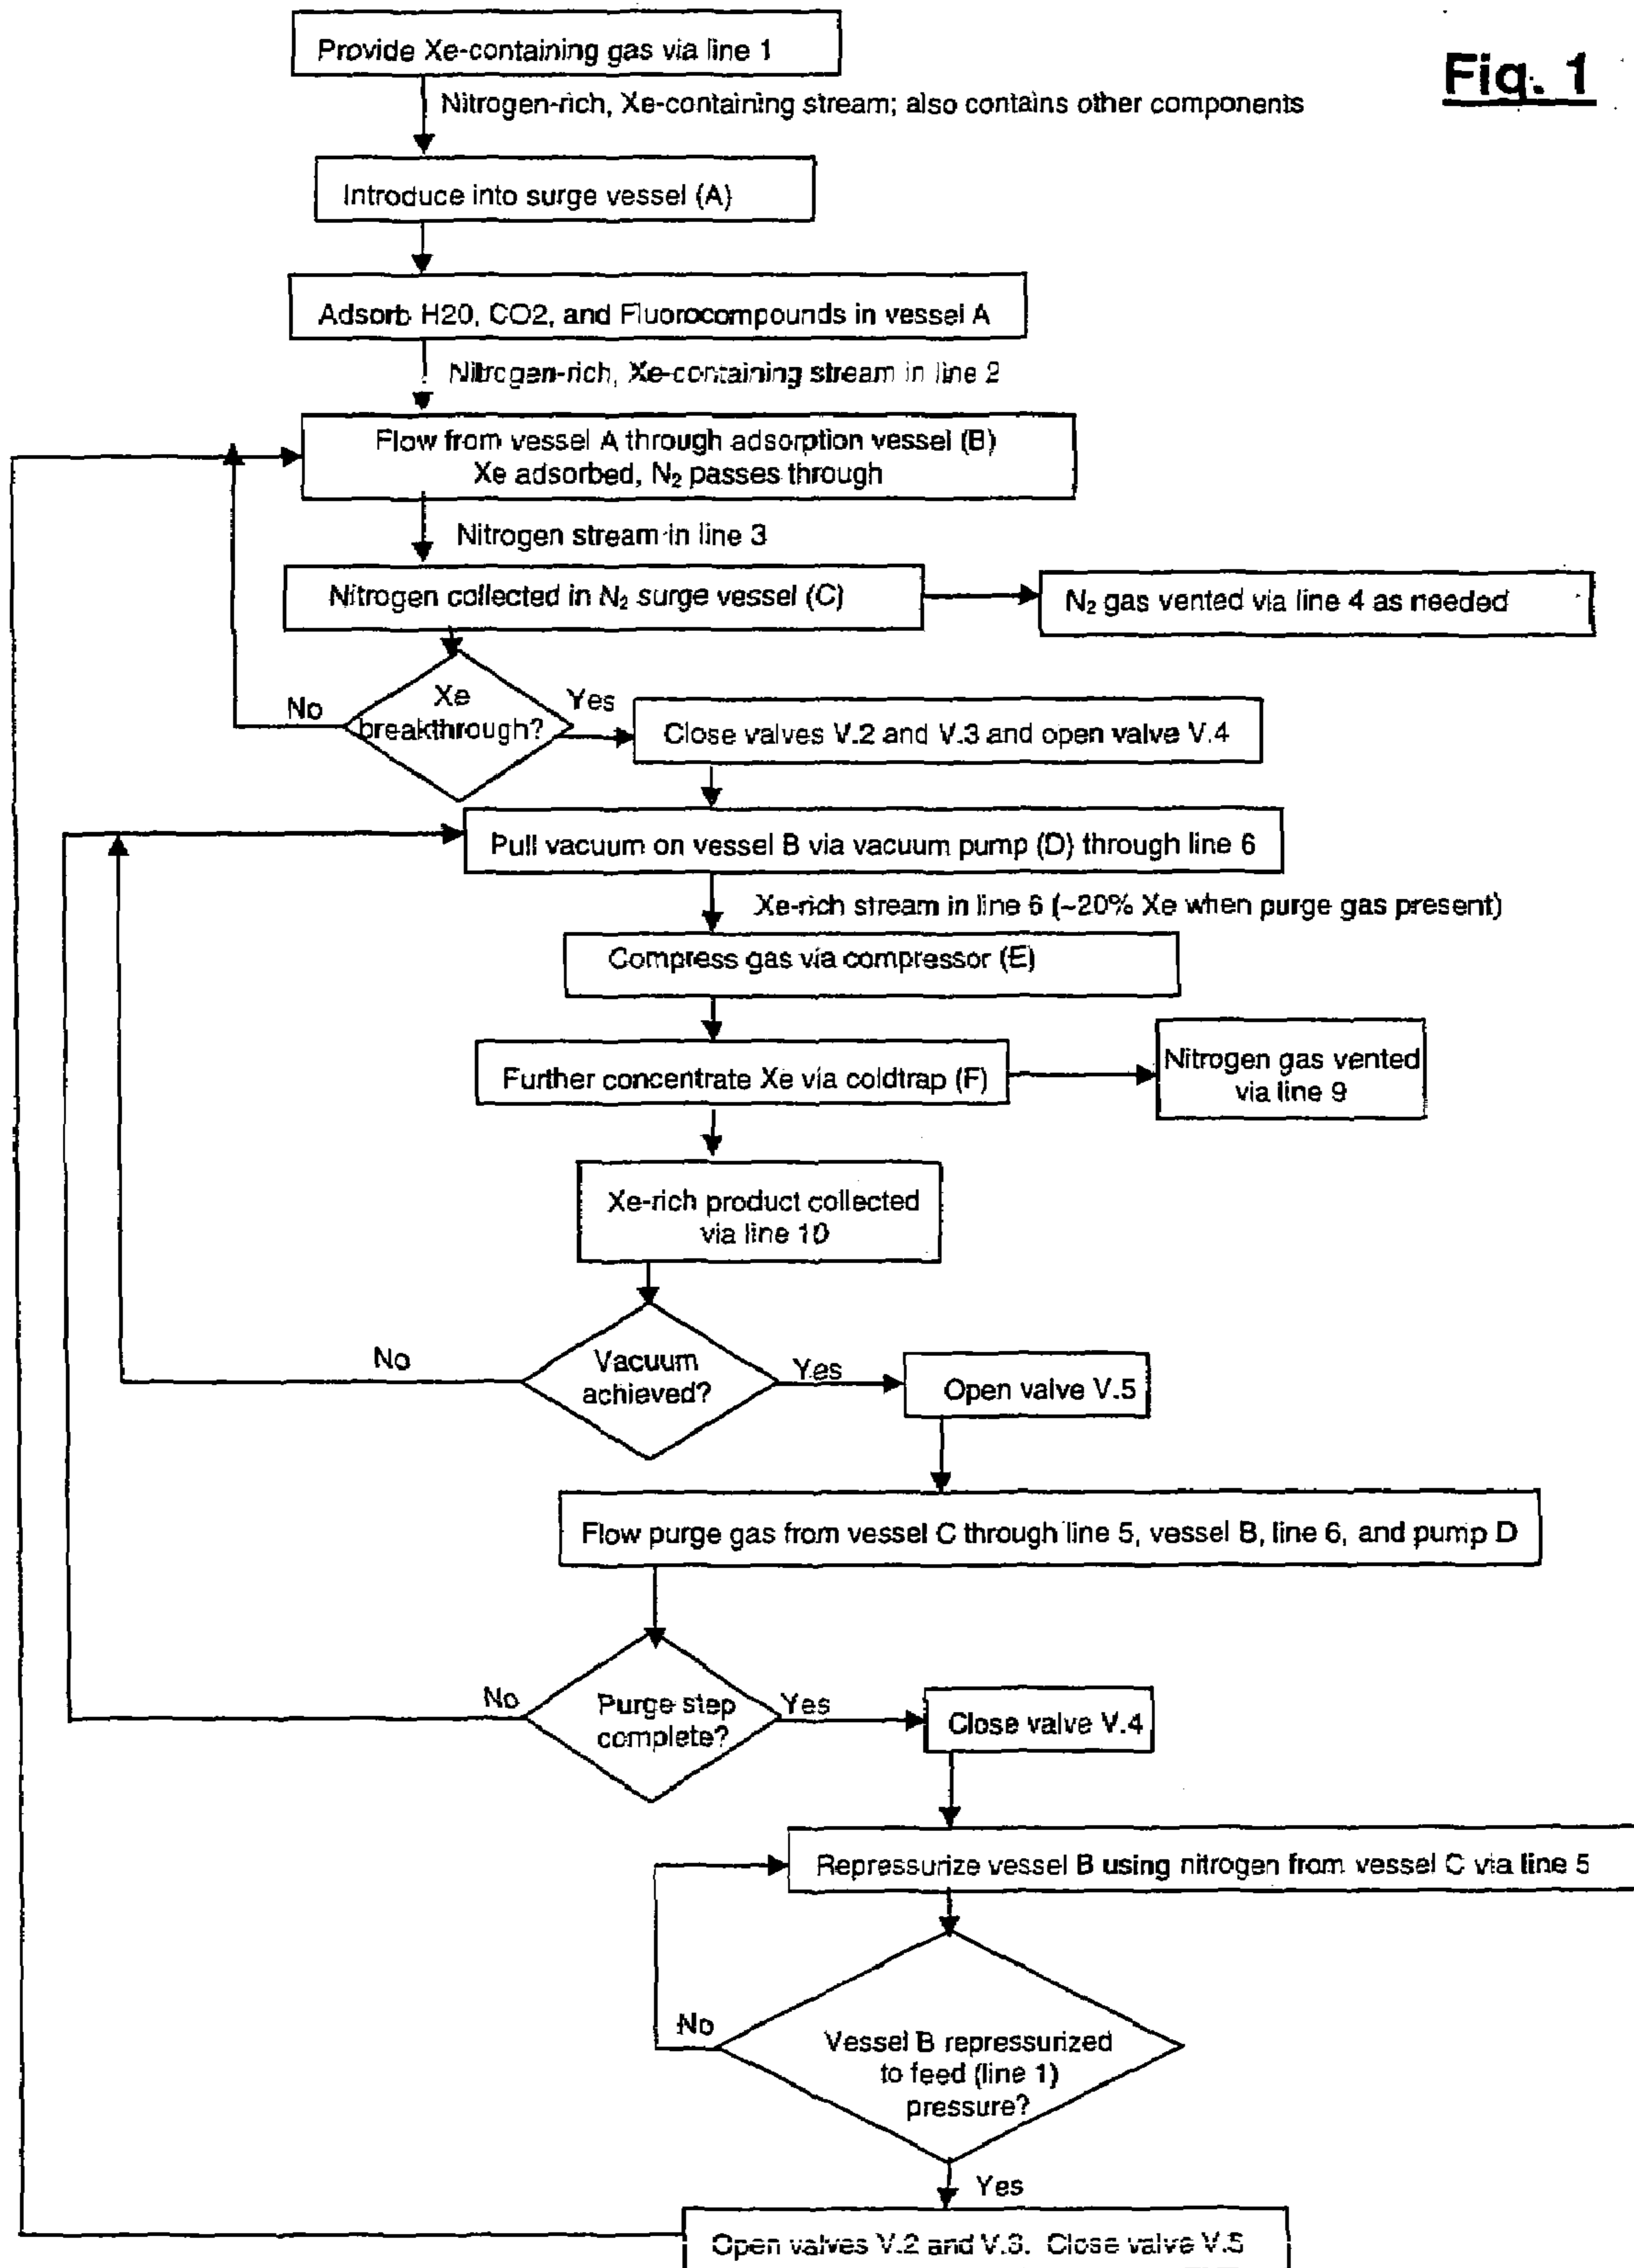 Fig. 1
Provide Xe-containing gas via line 1
Nitrogen-rich, Xe-containing stream; also contains other components
Introduce into surge vessel (A)
Adsorb H20, CO2, and Fluorocompounds in vessel A
Nitrogen-rich, Xe-containing stream in line 2
Flow from vessel A through adsorption vessel (B)
Xe adsorbed, N₂ passes through
Nitrogen stream in line 3
Nitrogen collected in N₂ surge vessel (C)
N₂ gas vented via line 4 as needed
Xe
breakthrough?
No
Yes
Close valves V.2 and V.3 and open valve V.4
Pull vacuum on vessel B via vacuum pump (D) through line 6
Xe-rich stream in line 6 (~20% Xe when purge gas present)
Compress gas via compressor (E)
Further concentrate Xe via coldtrap (F)
Nitrogen gas vented
via line 9
Xe-rich product collected
via line 10
Vacuum
achieved?
No
Yes
Open valve V.5
Flow purge gas from vessel C through line 5, vessel B, line 6, and pump D
Purge step
complete?
No
Yes
Close valve V.4
Repressurize vessel B using nitrogen from vessel C via line 5
No
Vessel B repressurized
to feed (line 1)
pressure?
Yes
Open valves V.2 and V.3. Close valve V.5